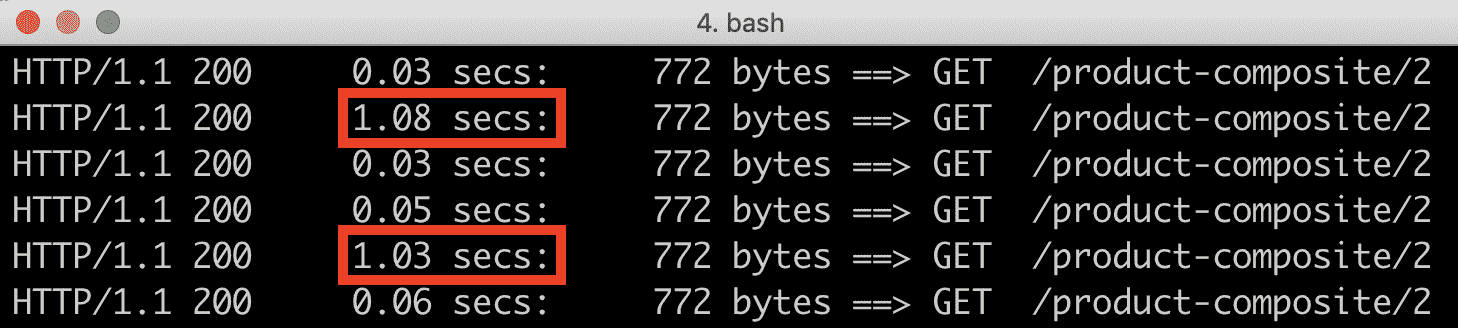 4. bash
HTTP/1.1 200 0.03 secs: 772 bytes ==> GET /product-composite/2
HTTP/1.1 200 1.08 secs: 772 bytes ==> GET /product-composite/2
HTTP/1.1 200 0.03 secs: 772 bytes ==> GET /product-composite/2
HTTP/1.1 200 0.05 secs: 772 bytes ==> GET /product-composite/2
HTTP/1.1 200 1.03 secs: 772 bytes ==> GET /product-composite/2
HTTP/1.1 200 0.06 secs: 772 bytes ==> GET /product-composite/2